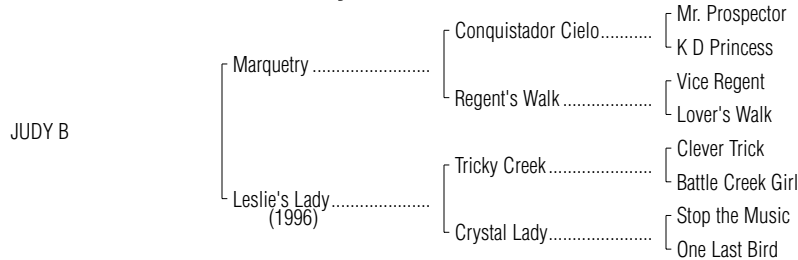 Mr. Prospector
Conquistador Cielo...........
K D Princess
Marquetry .........................
Vice Regent
Regent's Walk ..................
Lover's Walk
JUDY B
Clever Trick
Tricky Creek.....................
Battle Creek Girl
Leslie's Lady.....................
(1996)
Stop the Music
Crystal Lady.....................
One Last Bird